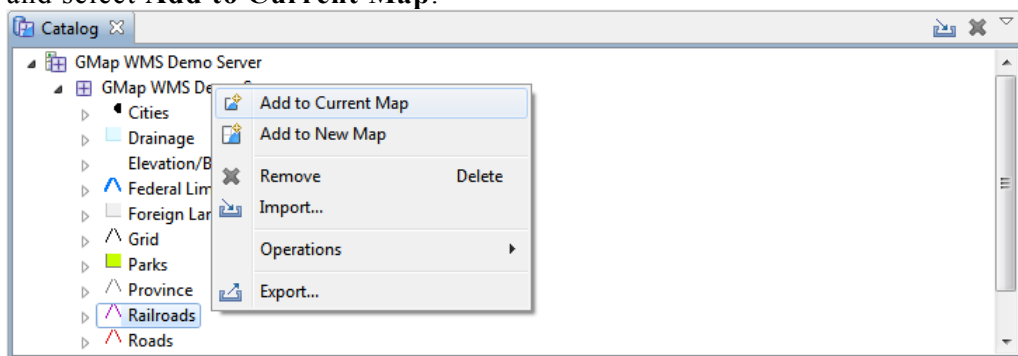 and select Add to Current Map.
Catalog
GMap WMS Demo Server
GMap WMS De
Cities
Drainage
Elevation/B
Federal Lim
Foreign Lar
Grid
Parks
Province
Railroads
Roads
Add to Current Map
Add to New Map
Remove Delete
Import...
Operations
Export...